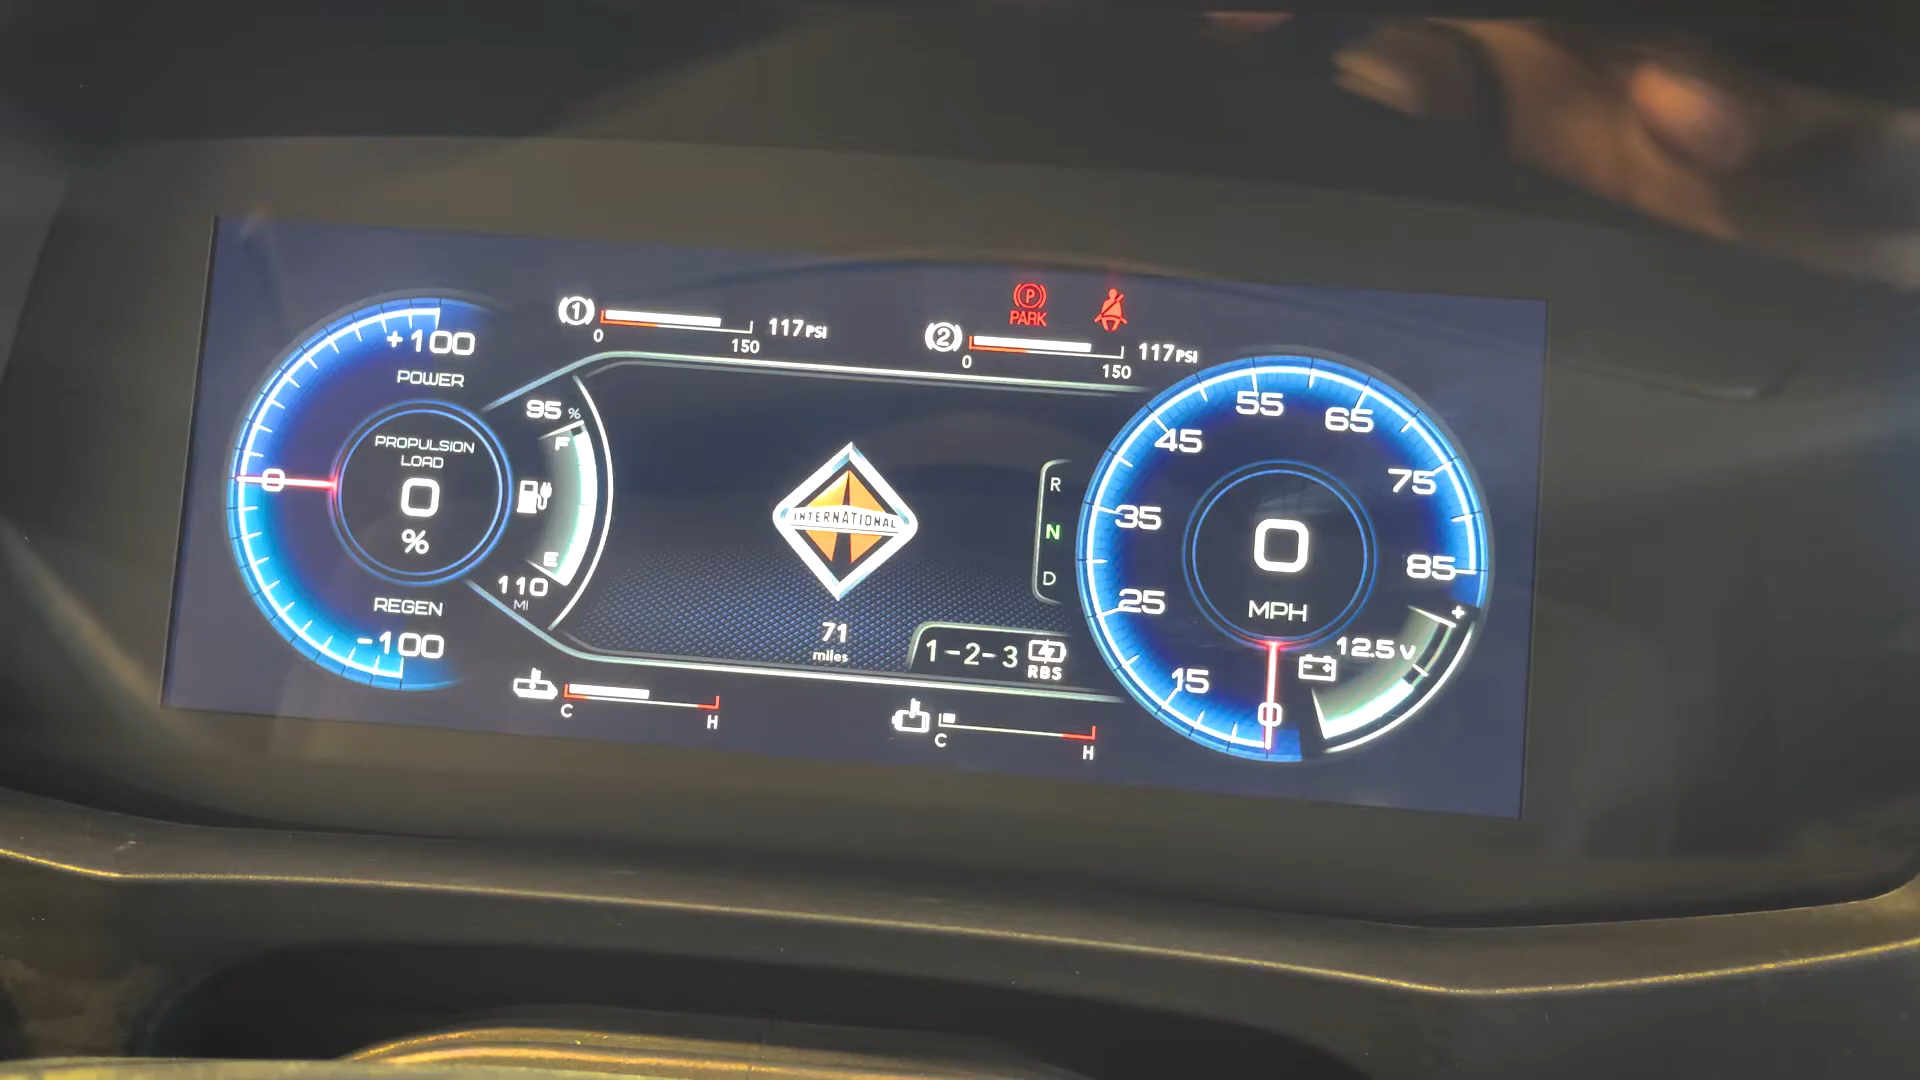 +100
POWER
PROPULSION
LOAD
0
%
0
REGEN
-100
95 %
F
E
110
MI
1
0
150
117 PSI
P
PARK
2
0
150
117 PSI
INTERNATIONAL
R
N
D
71
miles
1-2-3
RBS
C
H
C
H
0
15
25
35
45
55
65
75
85
0
MPH
12.5 V